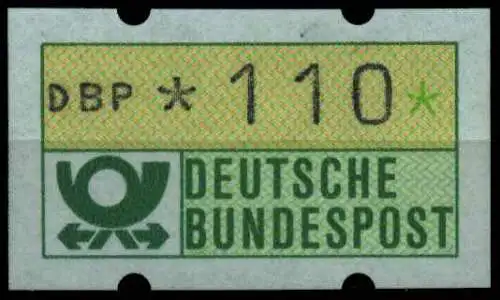 DBP *110*
DEUTSCHE
BUNDESPOST